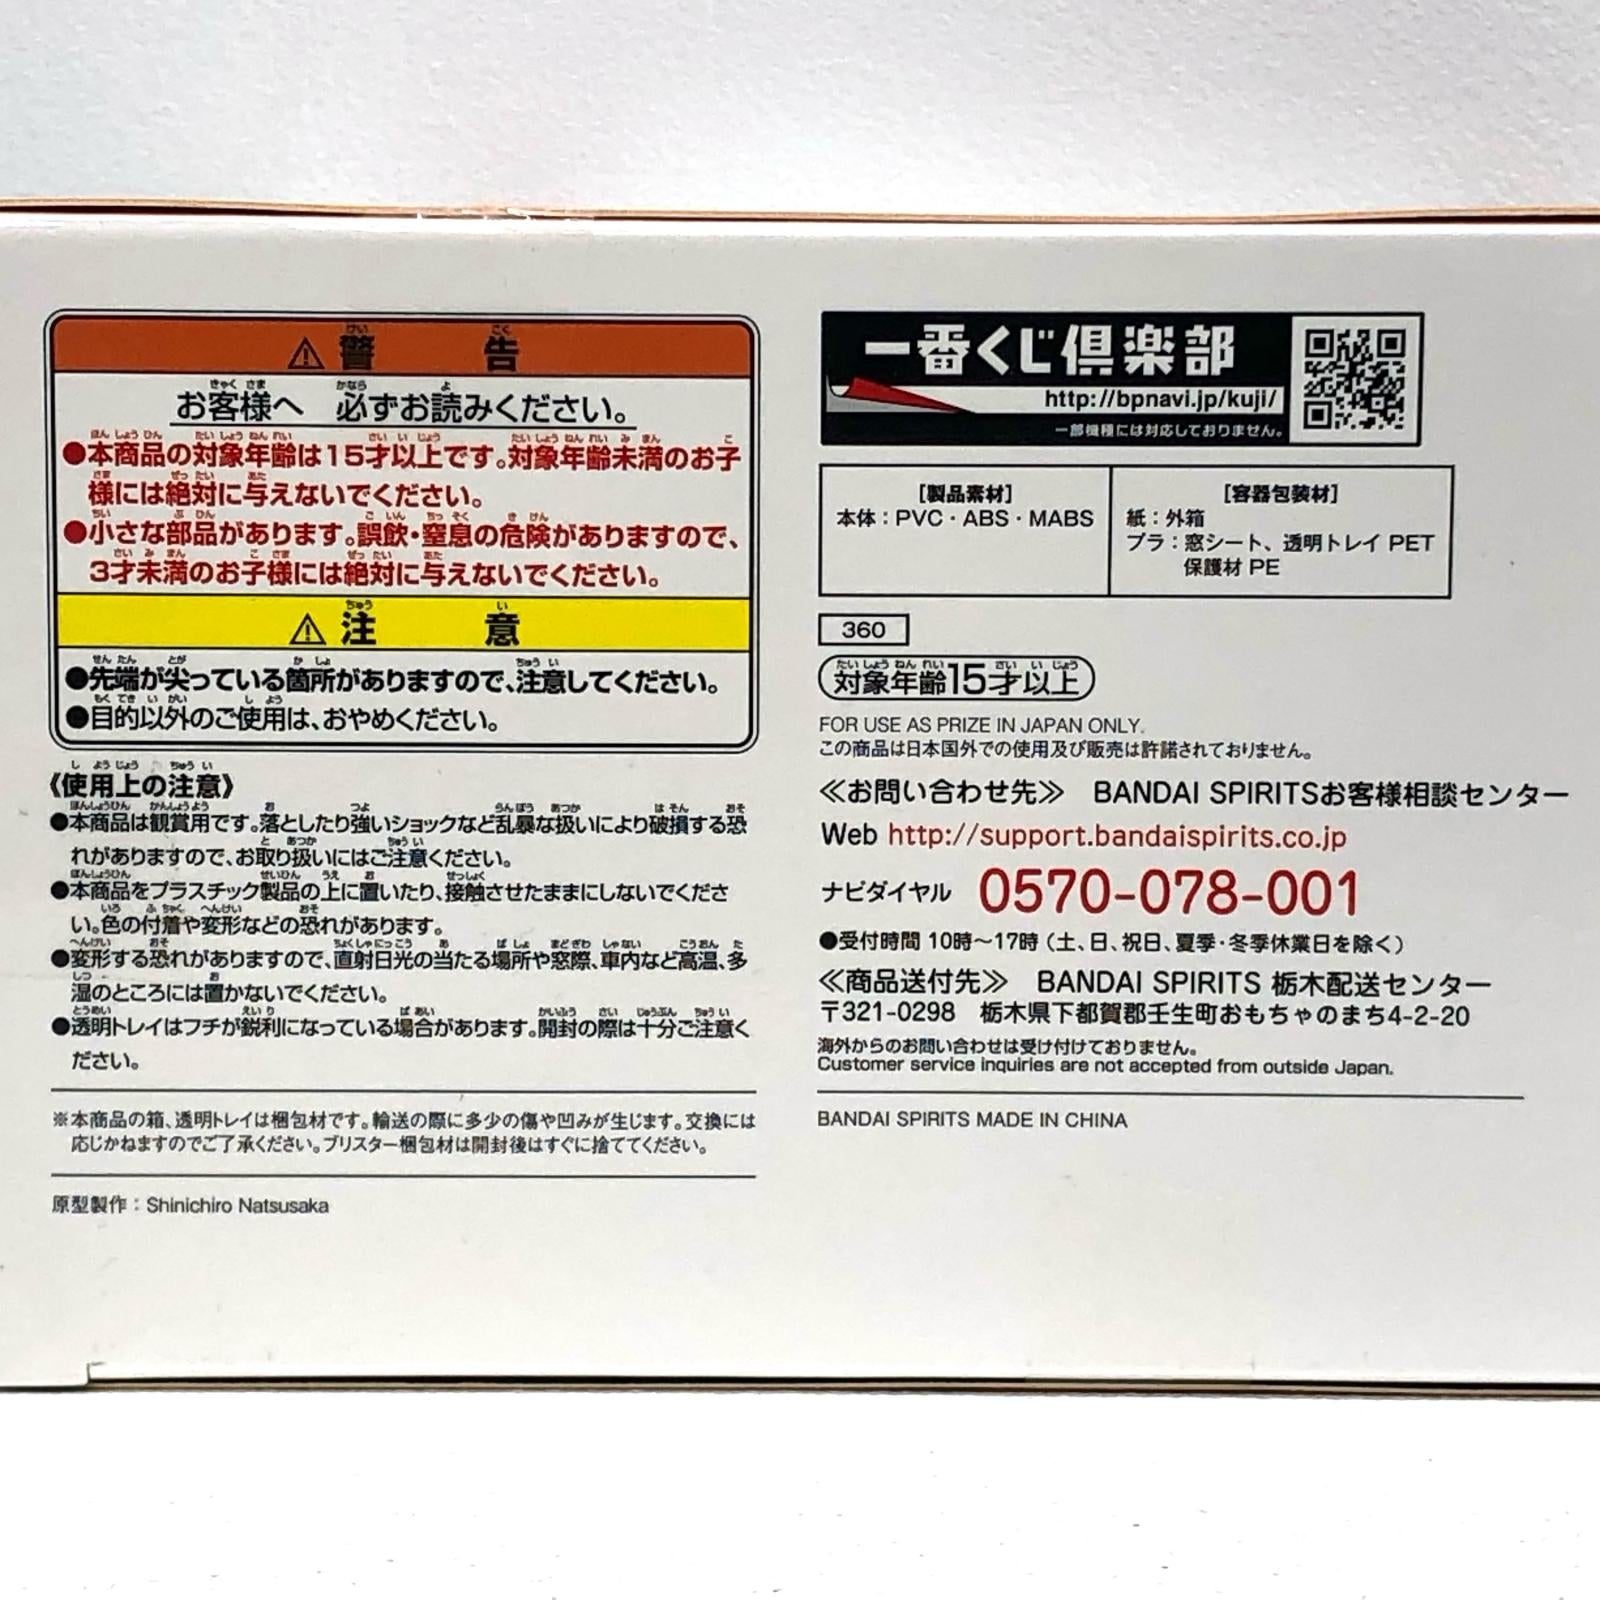 ⚠警告
お客様へ 必ずお読みください。
●本商品の対象年齢は15才以上です。対象年齢未満のお子
様には絶対に与えないでください。
●小さな部品があります。誤飲・窒息の危険がありますので、
3才未満のお子様には絶対に与えないでください。
⚠注意
●先端が尖っている箇所がありますので、注意してください。
●目的以外のご使用は、おやめください。
《使用上の注意》
●本商品は観賞用です。落としたり強いショックなど乱暴な扱いにより破損する恐
れがありますので、お取り扱いにはご注意ください。
●本商品をプラスチック製品の上に置いたり、接触させたままにしないでくださ
い。色の付着や変形などの恐れがあります。
●変形する恐れがありますので、直射日光の当たる場所や窓際、車内など高温、多
湿のところには置かないでください。
●透明トレイはフチが鋭利になっている場合があります。開封の際は十分ご注意く
ださい。
※本商品の箱、透明トレイは梱包材です。輸送の際に多少の傷や凹みが生じます。交換には
応じかねますのでご了承ください。ブリスター梱包材は開封後はすぐに捨ててください。
原型製作：Shinichiro Natsusaka
一番くじ倶楽部
http://bpnavi.jp/kuji/
一部機種には対応しておりません。
[製品素材]
本体：PVC・ABS・MABS
[容器包装材]
紙：外箱
プラ：窓シート、透明トレイ PET
保護材 PE
360
対象年齢15才以上
FOR USE AS PRIZE IN JAPAN ONLY.
この商品は日本国外での使用及び販売は許諾されておりません。
≪お問い合わせ先≫ BANDAI SPIRITSお客様相談センター
Web http://support.bandaispirits.co.jp
ナビダイヤル 0570-078-001
●受付時間 10時〜17時（土、日、祝日、夏季・冬季休業日を除く）
≪商品送付先≫ BANDAI SPIRITS 栃木配送センター
〒321-0298 栃木県下都賀郡壬生町おもちゃのまち4-2-20
海外からのお問い合わせは受け付けておりません。
Customer service inquiries are not accepted from outside Japan.
BANDAI SPIRITS MADE IN CHINA